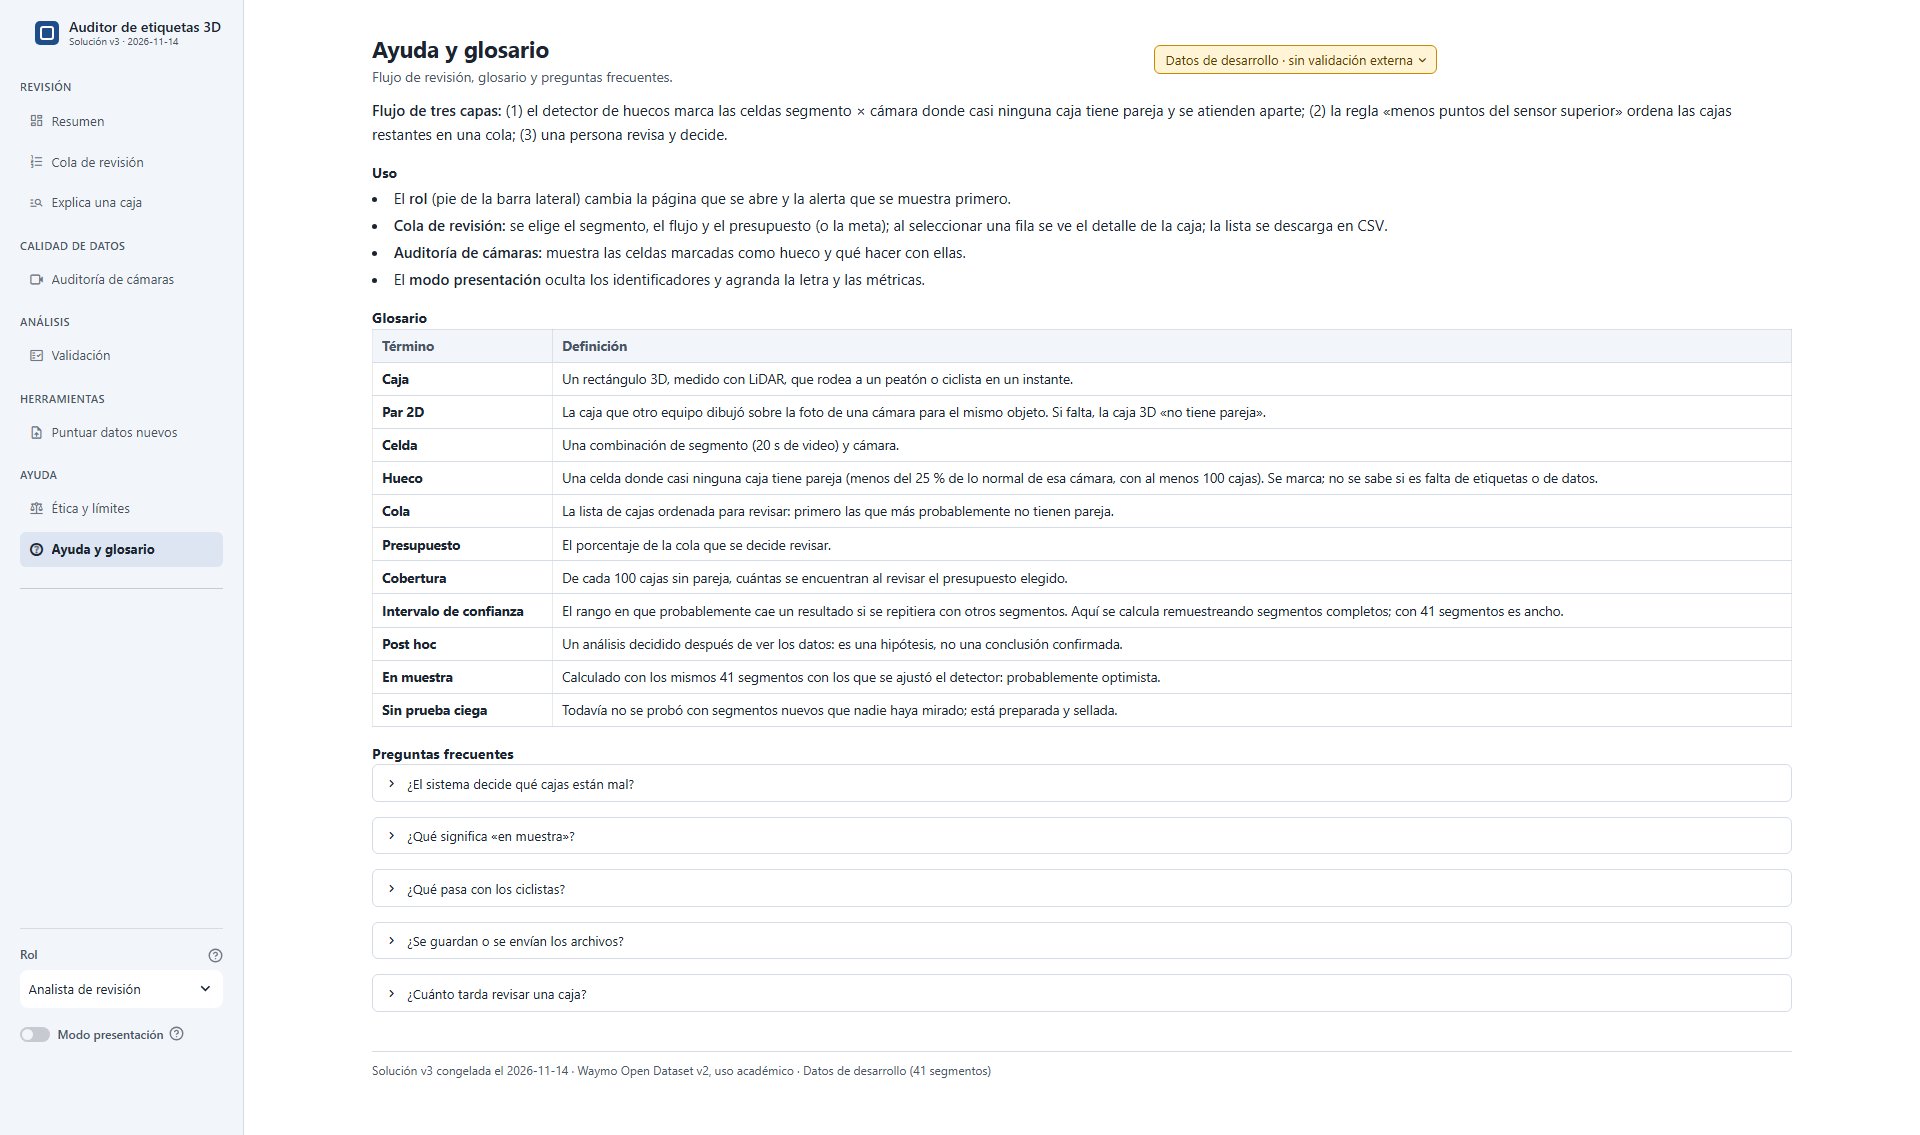 Auditor de etiquetas 3D
Solución v3 · 2026-11-14
REVISIÓN
Resumen
Cola de revisión
Explica una caja
CALIDAD DE DATOS
Auditoría de cámaras
ANÁLISIS
Validación
HERRAMIENTAS
Puntuar datos nuevos
AYUDA
Ética y límites
Ayuda y glosario
Rol
Analista de revisión
Modo presentación
Ayuda y glosario
Flujo de revisión, glosario y preguntas frecuentes.
Datos de desarrollo · sin validación externa
Flujo de tres capas: (1) el detector de huecos marca las celdas segmento × cámara donde casi ninguna caja tiene pareja y se atienden aparte; (2) la regla «menos puntos del sensor superior» ordena las cajas
restantes en una cola; (3) una persona revisa y decide.
Uso
• El rol (pie de la barra lateral) cambia la página que se abre y la alerta que se muestra primero.
• Cola de revisión: se elige el segmento, el flujo y el presupuesto (o la meta); al seleccionar una fila se ve el detalle de la caja; la lista se descarga en CSV.
• Auditoría de cámaras: muestra las celdas marcadas como hueco y qué hacer con ellas.
• El modo presentación oculta los identificadores y agranda la letra y las métricas.
Glosario
Término Definición
Caja Un rectángulo 3D, medido con LiDAR, que rodea a un peatón o ciclista en un instante.
Par 2D La caja que otro equipo dibujó sobre la foto de una cámara para el mismo objeto. Si falta, la caja 3D «no tiene pareja».
Celda Una combinación de segmento (20 s de video) y cámara.
Hueco Una celda donde casi ninguna caja tiene pareja (menos del 25 % de lo normal de esa cámara, con al menos 100 cajas). Se marca; no se sabe si es falta de etiquetas o de datos.
Cola La lista de cajas ordenada para revisar: primero las que más probablemente no tienen pareja.
Presupuesto El porcentaje de la cola que se decide revisar.
Cobertura De cada 100 cajas sin pareja, cuántas se encuentran al revisar el presupuesto elegido.
Intervalo de confianza El rango en que probablemente cae un resultado si se repitiera con otros segmentos. Aquí se calcula remuestreando segmentos completos; con 41 segmentos es ancho.
Post hoc Un análisis decidido después de ver los datos: es una hipótesis, no una conclusión confirmada.
En muestra Calculado con los mismos 41 segmentos con los que se ajustó el detector: probablemente optimista.
Sin prueba ciega Todavía no se probó con segmentos nuevos que nadie haya mirado; está preparada y sellada.
Preguntas frecuentes
¿El sistema decide qué cajas están mal?
¿Qué significa «en muestra»?
¿Qué pasa con los ciclistas?
¿Se guardan o se envían los archivos?
¿Cuánto tarda revisar una caja?
Solución v3 congelada el 2026-11-14 · Waymo Open Dataset v2, uso académico · Datos de desarrollo (41 segmentos)